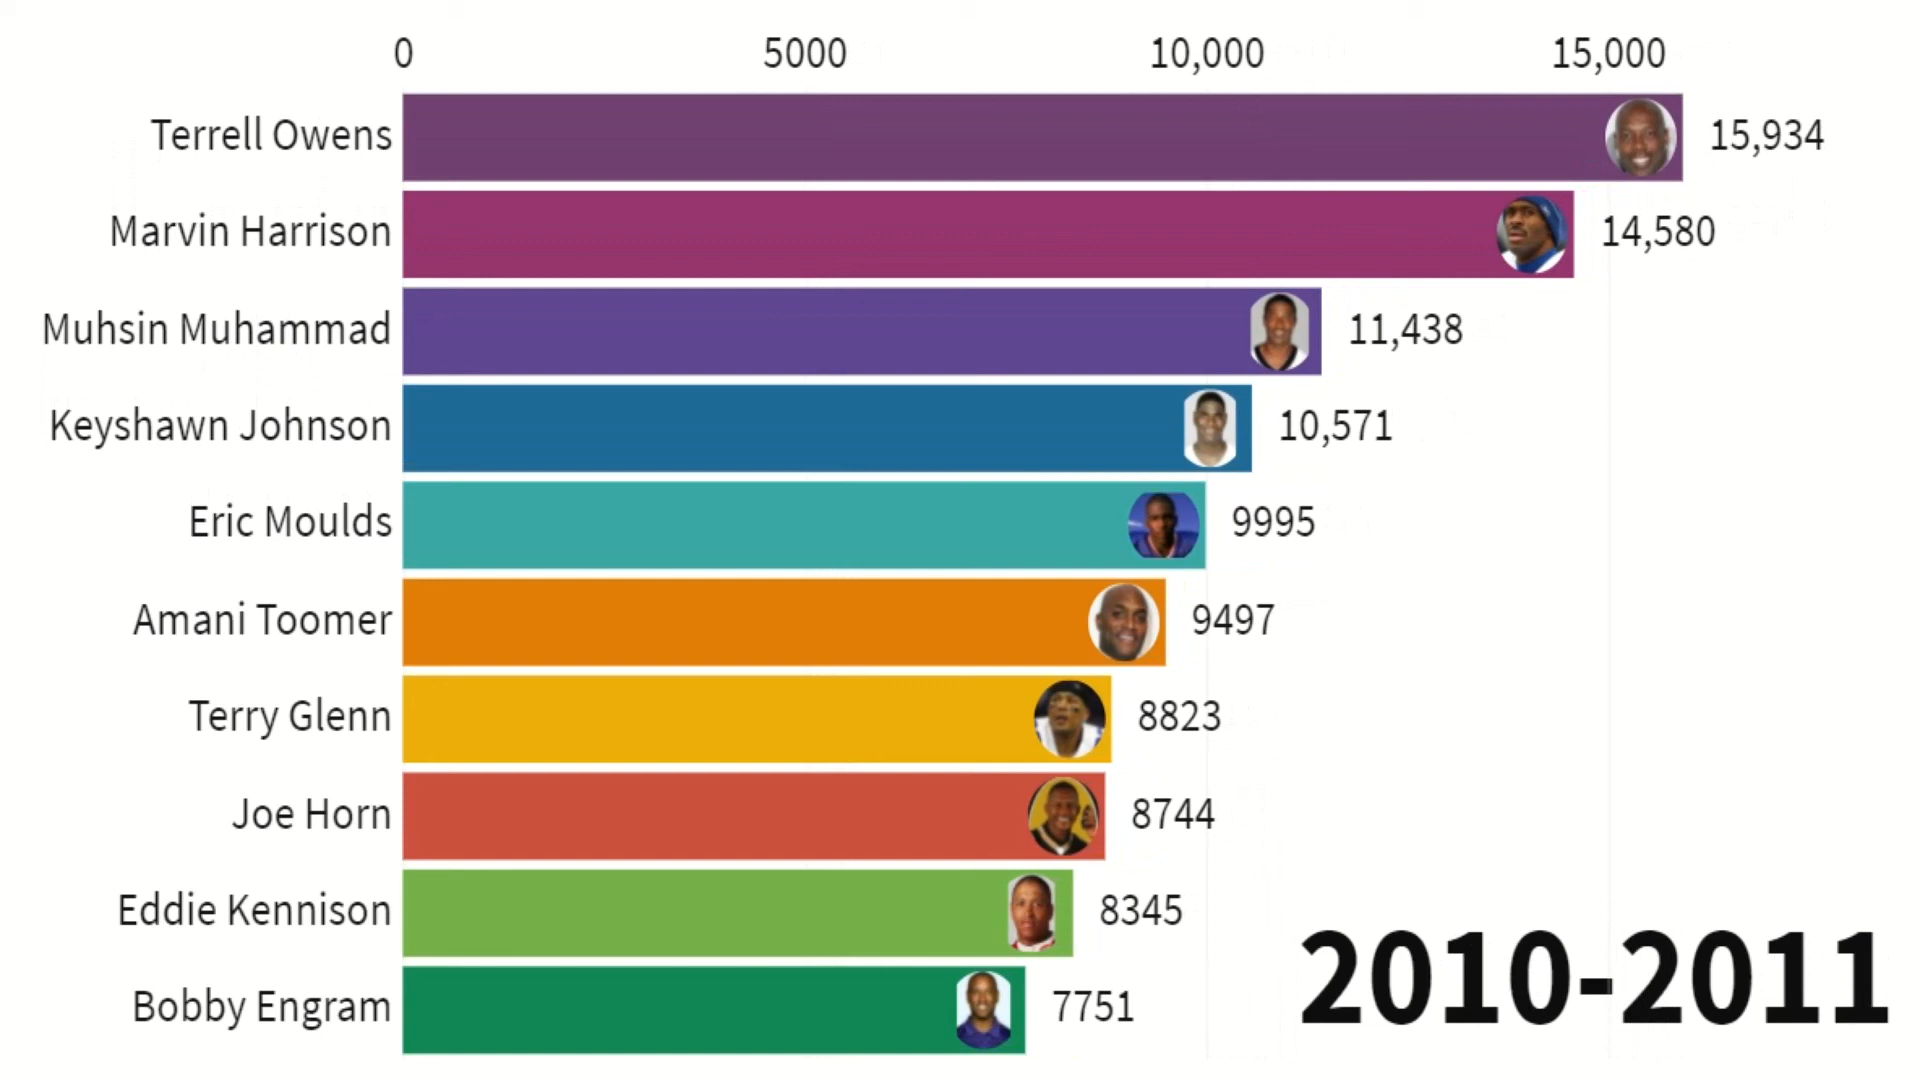 0 5000 10,000 15,000
Terrell Owens 15,934
Marvin Harrison 14,580
Muhsin Muhammad 11,438
Keyshawn Johnson 10,571
Eric Moulds 9995
Amani Toomer 9497
Terry Glenn 8823
Joe Horn 8744
Eddie Kennison 8345
Bobby Engram 7751
2010-2011